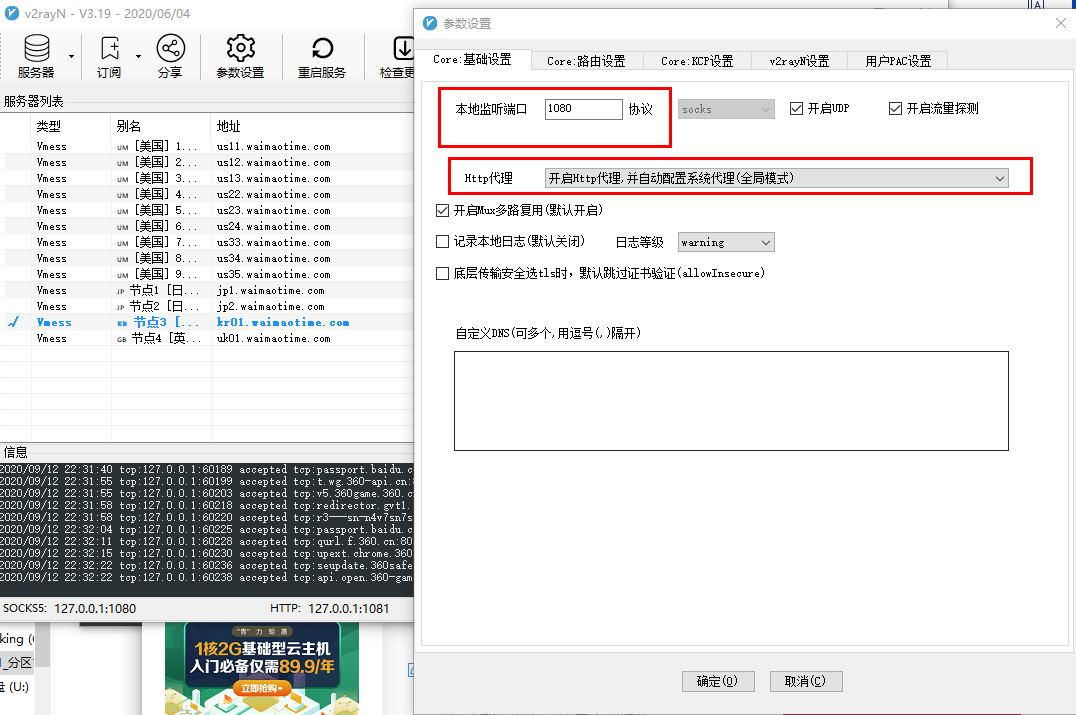 v2rayN - V3.19 - 2020/06/04
服务器
订阅
分享
参数设置
重启服务
检查更
服务器列表
类型 别名 地址
Vmess UM [美国] 1... us11.waimaotime.com
Vmess UM [美国] 2... us12.waimaotime.com
Vmess UM [美国] 3... us13.waimaotime.com
Vmess UM [美国] 4... us22.waimaotime.com
Vmess UM [美国] 5... us23.waimaotime.com
Vmess UM [美国] 6... us24.waimaotime.com
Vmess UM [美国] 7... us33.waimaotime.com
Vmess UM [美国] 8... us34.waimaotime.com
Vmess UM [美国] 9... us35.waimaotime.com
Vmess JP 节点1 [日... jp1.waimaotime.com
Vmess JP 节点2 [日... jp2.waimaotime.com
Vmess KR 节点3 [... kr01.waimaotime.com
Vmess GB 节点4 [英... uk01.waimaotime.com
信息
2020/09/12 22:31:40 tcp:127.0.0.1:60189 accepted tcp:passport.baidu.c
2020/09/12 22:31:55 tcp:127.0.0.1:60199 accepted tcp:t.wg.360-api.cn:
2020/09/12 22:31:55 tcp:127.0.0.1:60203 accepted tcp:v5.360game.360.c
2020/09/12 22:31:58 tcp:127.0.0.1:60218 accepted tcp:redirector.gvt1.
2020/09/12 22:31:58 tcp:127.0.0.1:60220 accepted tcp:r3---sn-n4v7sn7s
2020/09/12 22:32:04 tcp:127.0.0.1:60225 accepted tcp:passport.baidu.c
2020/09/12 22:32:11 tcp:127.0.0.1:60228 accepted tcp:qurl.f.360.cn:80
2020/09/12 22:32:15 tcp:127.0.0.1:60230 accepted tcp:upext.chrome.360
2020/09/12 22:32:22 tcp:127.0.0.1:60236 accepted tcp:seupdate.360safe
2020/09/12 22:32:22 tcp:127.0.0.1:60238 accepted tcp:api.open.360-gam
SOCKS5: 127.0.0.1:1080 HTTP: 127.0.0.1:1081
king (
_分区
盘 (U:)
"青" 力 钜 惠
1核2G基础型云主机
入门必备仅需89.9/年
立即抢购
参数设置
Core:基础设置 Core:路由设置 Core:KCP设置 v2rayN设置 用户PAC设置
本地监听端口 1080 协议 socks 开启UDP 开启流量探测
Http代理 开启Http代理,并自动配置系统代理(全局模式)
开启Mux多路复用(默认开启)
记录本地日志(默认关闭) 日志等级 warning
底层传输安全选tls时，默认跳过证书验证(allowInsecure)
自定义DNS(可多个,用逗号(,)隔开)
确定(O) 取消(C)